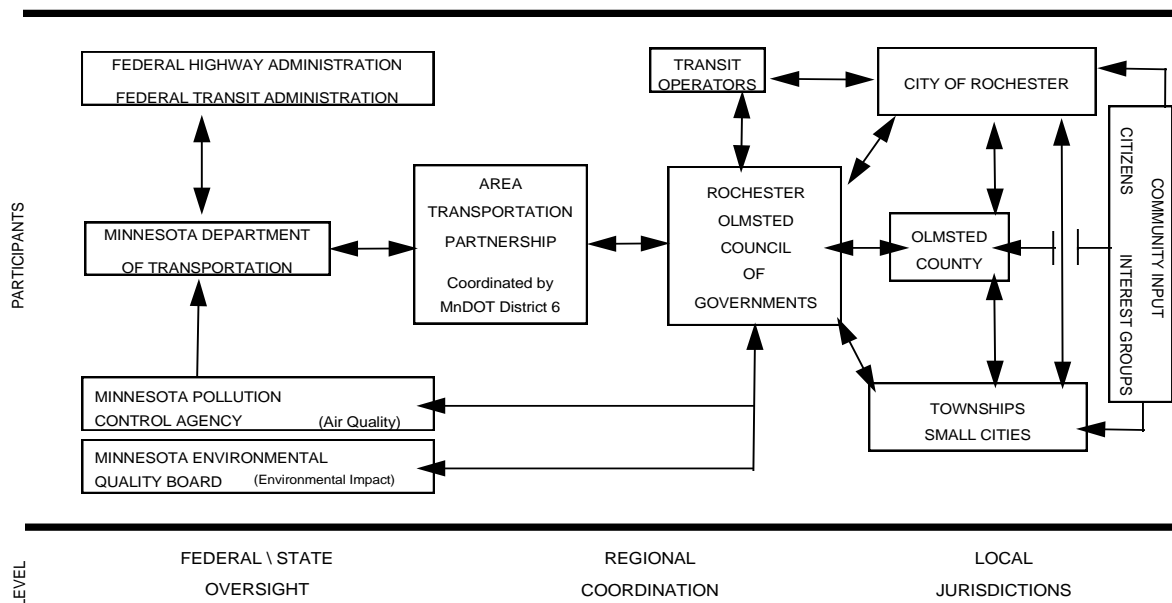 PARTICIPANTS
FEDERAL HIGHWAY ADMINISTRATION
FEDERAL TRANSIT ADMINISTRATION
MINNESOTA DEPARTMENT
OF TRANSPORTATION
MINNESOTA POLLUTION
CONTROL AGENCY (Air Quality)
MINNESOTA ENVIRONMENTAL
QUALITY BOARD (Environmental Impact)
AREA
TRANSPORTATION
PARTNERSHIP
Coordinated by
MnDOT District 6
TRANSIT
OPERATORS
ROCHESTER
OLMSTED
COUNCIL
OF
GOVERNMENTS
CITY OF ROCHESTER
OLMSTED
COUNTY
TOWNSHIPS
SMALL CITIES
COMMUNITY INPUT
CITIZENS INTEREST GROUPS
LEVEL
FEDERAL \ STATE
OVERSIGHT
REGIONAL
COORDINATION
LOCAL
JURISDICTIONS